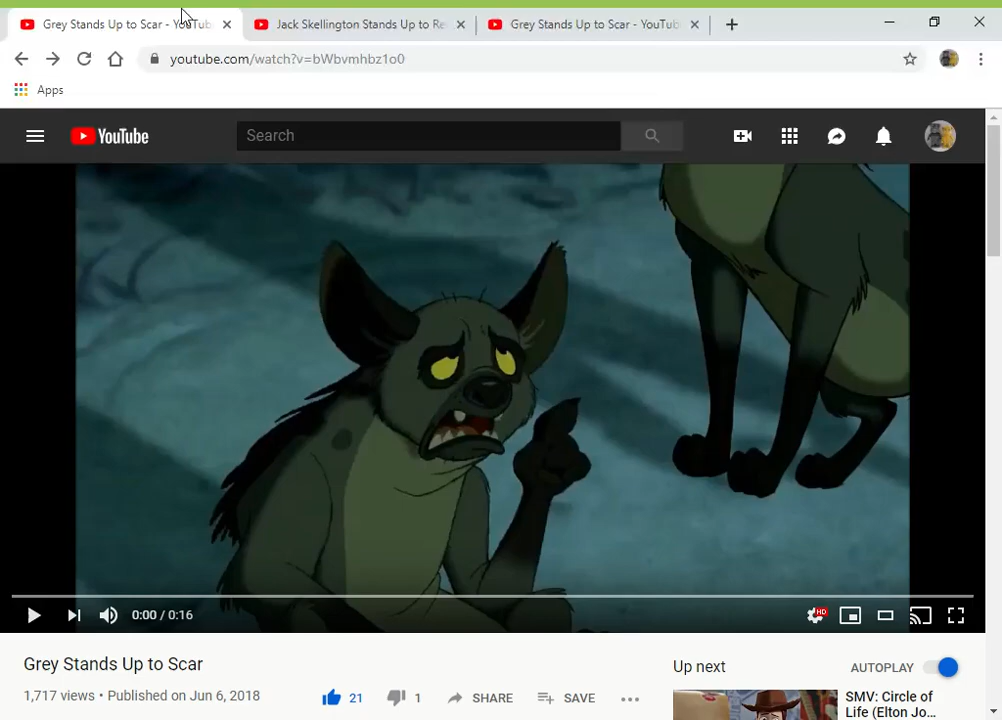 Grey Stands Up to Scar - YouTub
Jack Skellington Stands Up to Re
Grey Stands Up to Scar - YouTub
youtube.com/watch?v=bWbvmhbz1o0
Apps
YouTube
Search
0:00 / 0:16
HD
Grey Stands Up to Scar
Up next
AUTOPLAY
1,717 views • Published on Jun 6, 2018
21
1
SHARE
SAVE
SMV: Circle of
Life (Elton Jo...